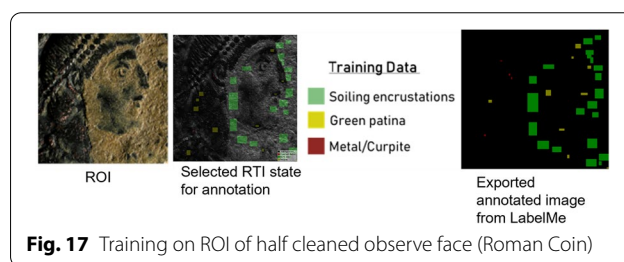 ROI
Selected RTI state
for annotation
Training Data
Soiling encrustations
Green patina
Metal/Curpite
Exported
annotated image
from LabelMe
Fig. 17 Training on ROI of half cleaned observe face (Roman Coin)